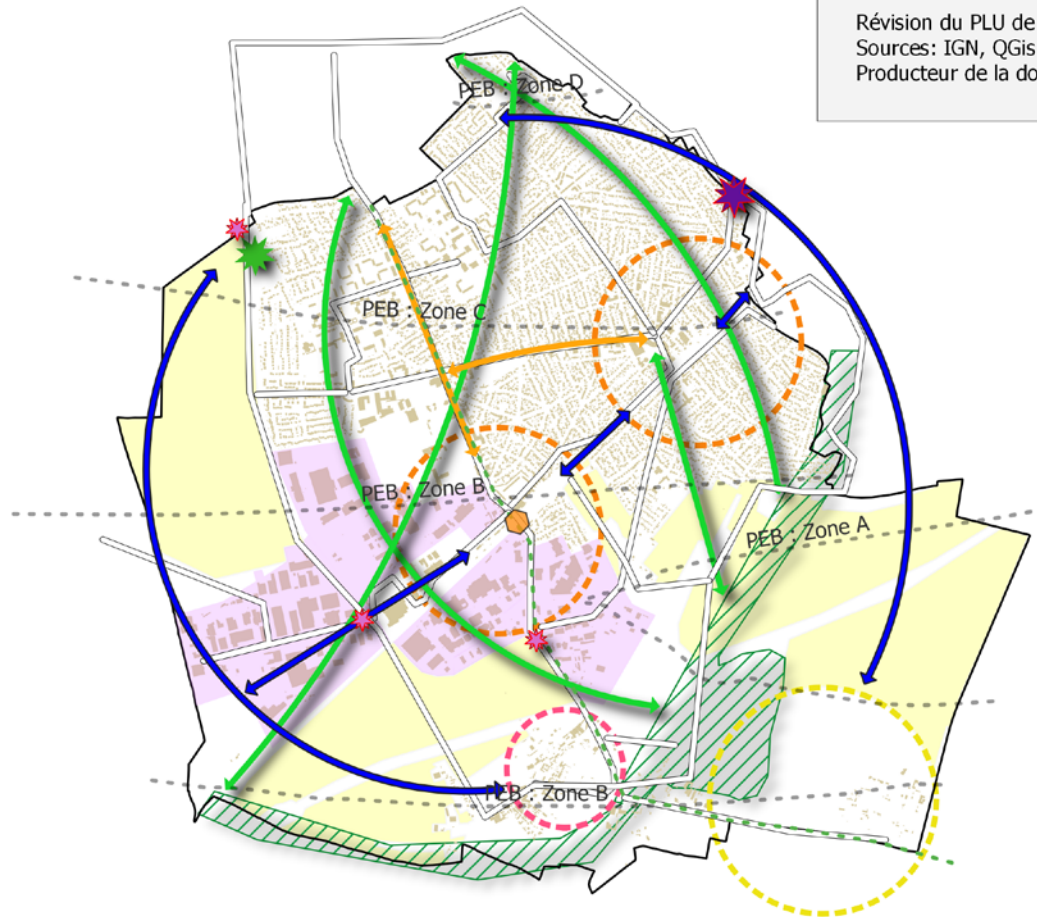 Révision du PLU de
Sources: IGN, QGis
Producteur de la do
PEB : Zone D
PEB : Zone C
PEB : Zone B
PEB : Zone A
PEB : Zone B